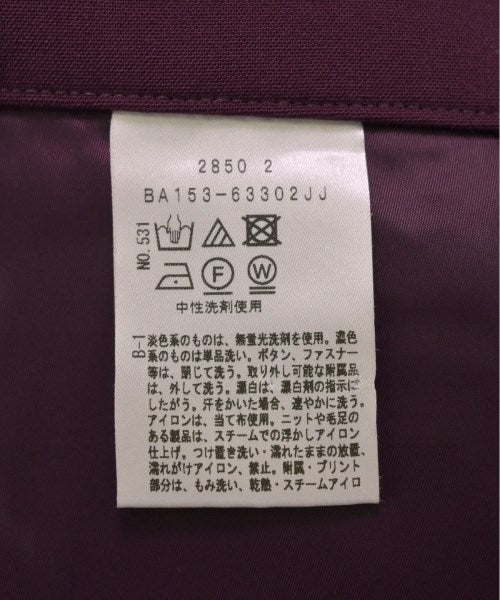 2850 2
BA153-63302JJ
NO.531
F
W
中性洗剤使用
B-1
淡色系のものは、無蛍光洗剤を使用。濃色
系のものは単品洗い。ボタン、ファスナー
等は、閉じて洗う。取り外し可能な附属品
は、外して洗う。漂白は、漂白剤の指示に
したがう。汗をかいた場合、速やかに洗う。
アイロンは、当て布使用。ニットや毛足の
ある製品は、スチームでの浮かしアイロン
仕上げ。つけ置き洗い・濡れたままの放置、
濡れがけアイロン、禁止。附属・プリント
部分は、もみ洗い、乾熱・スチームアイロ